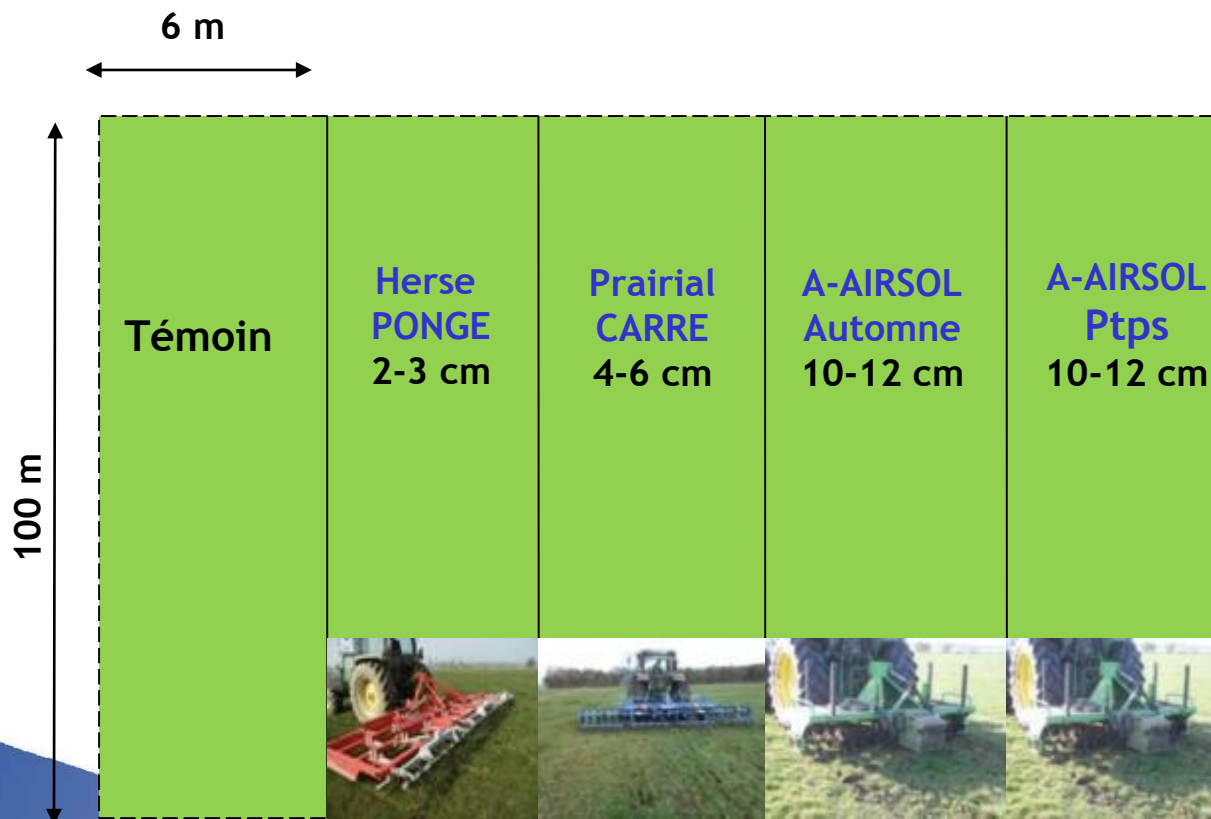 6 m
100 m
Témoin
Herse
PONGE
2-3 cm
Prairial
CARRE
4-6 cm
A-AIRSOL
Automne
10-12 cm
A-AIRSOL
Ptps
10-12 cm